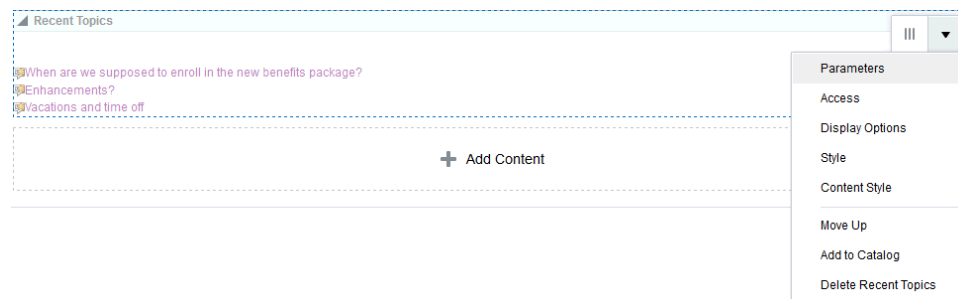 Recent Topics
When are we supposed to enroll in the new benefits package?
Enhancements?
Vacations and time off
Add Content
Parameters
Access
Display Options
Style
Content Style
Move Up
Add to Catalog
Delete Recent Topics